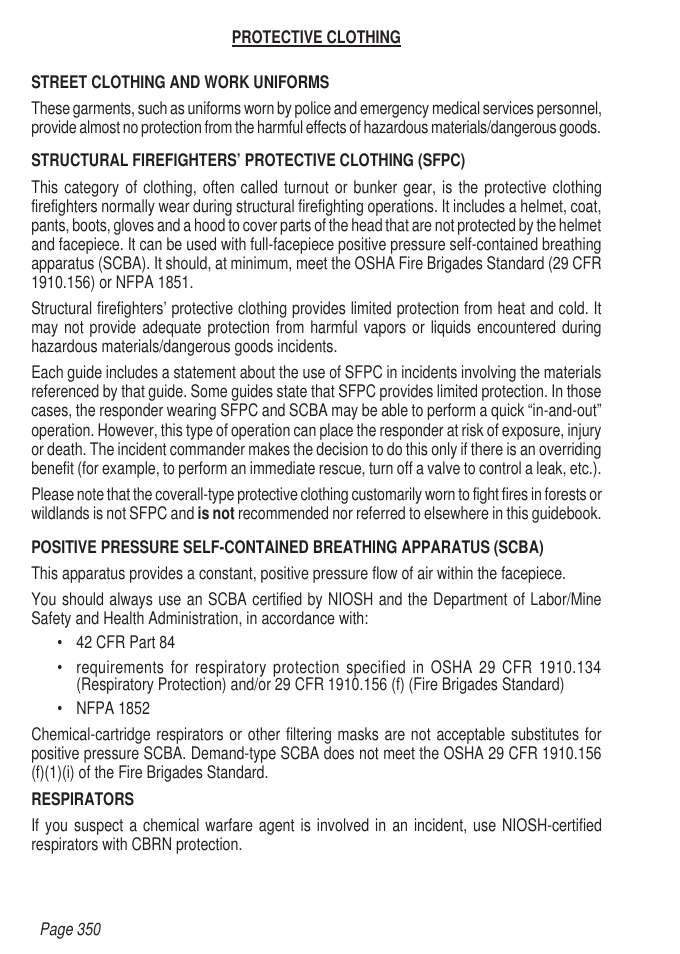 PROTECTIVE CLOTHING
STREET CLOTHING AND WORK UNIFORMS
These garments, such as uniforms worn by police and emergency medical services personnel,
provide almost no protection from the harmful effects of hazardous materials/dangerous goods.
STRUCTURAL FIREFIGHTERS' PROTECTIVE CLOTHING (SFPC)
This category of clothing, often called turnout or bunker gear, is the protective clothing
firefighters normally wear during structural firefighting operations. It includes a helmet, coat,
pants, boots, gloves and a hood to cover parts of the head that are not protected by the helmet
and facepiece. It can be used with full-facepiece positive pressure self-contained breathing
apparatus (SCBA). It should, at minimum, meet the OSHA Fire Brigades Standard (29 CFR
1910.156) or NFPA 1851.
Structural firefighters' protective clothing provides limited protection from heat and cold. It
may not provide adequate protection from harmful vapors or liquids encountered during
hazardous materials/dangerous goods incidents.
Each guide includes a statement about the use of SFPC in incidents involving the materials
referenced by that guide. Some guides state that SFPC provides limited protection. In those
cases, the responder wearing SFPC and SCBA may be able to perform a quick “in-and-out”
operation. However, this type of operation can place the responder at risk of exposure, injury
or death. The incident commander makes the decision to do this only if there is an overriding
benefit (for example, to perform an immediate rescue, turn off a valve to control a leak, etc.).
Please note that the coverall-type protective clothing customarily worn to fight fires in forests or
wildlands is not SFPC and is not recommended nor referred to elsewhere in this guidebook.
POSITIVE PRESSURE SELF-CONTAINED BREATHING APPARATUS (SCBA)
This apparatus provides a constant, positive pressure flow of air within the facepiece.
You should always use an SCBA certified by NIOSH and the Department of Labor/Mine
Safety and Health Administration, in accordance with:
• 42 CFR Part 84
• requirements for respiratory protection specified in OSHA 29 CFR 1910.134
(Respiratory Protection) and/or 29 CFR 1910.156 (f) (Fire Brigades Standard)
• NFPA 1852
Chemical-cartridge respirators or other filtering masks are not acceptable substitutes for
positive pressure SCBA. Demand-type SCBA does not meet the OSHA 29 CFR 1910.156
(f)(1)(i) of the Fire Brigades Standard.
RESPIRATORS
If you suspect a chemical warfare agent is involved in an incident, use NIOSH-certified
respirators with CBRN protection.
Page 350